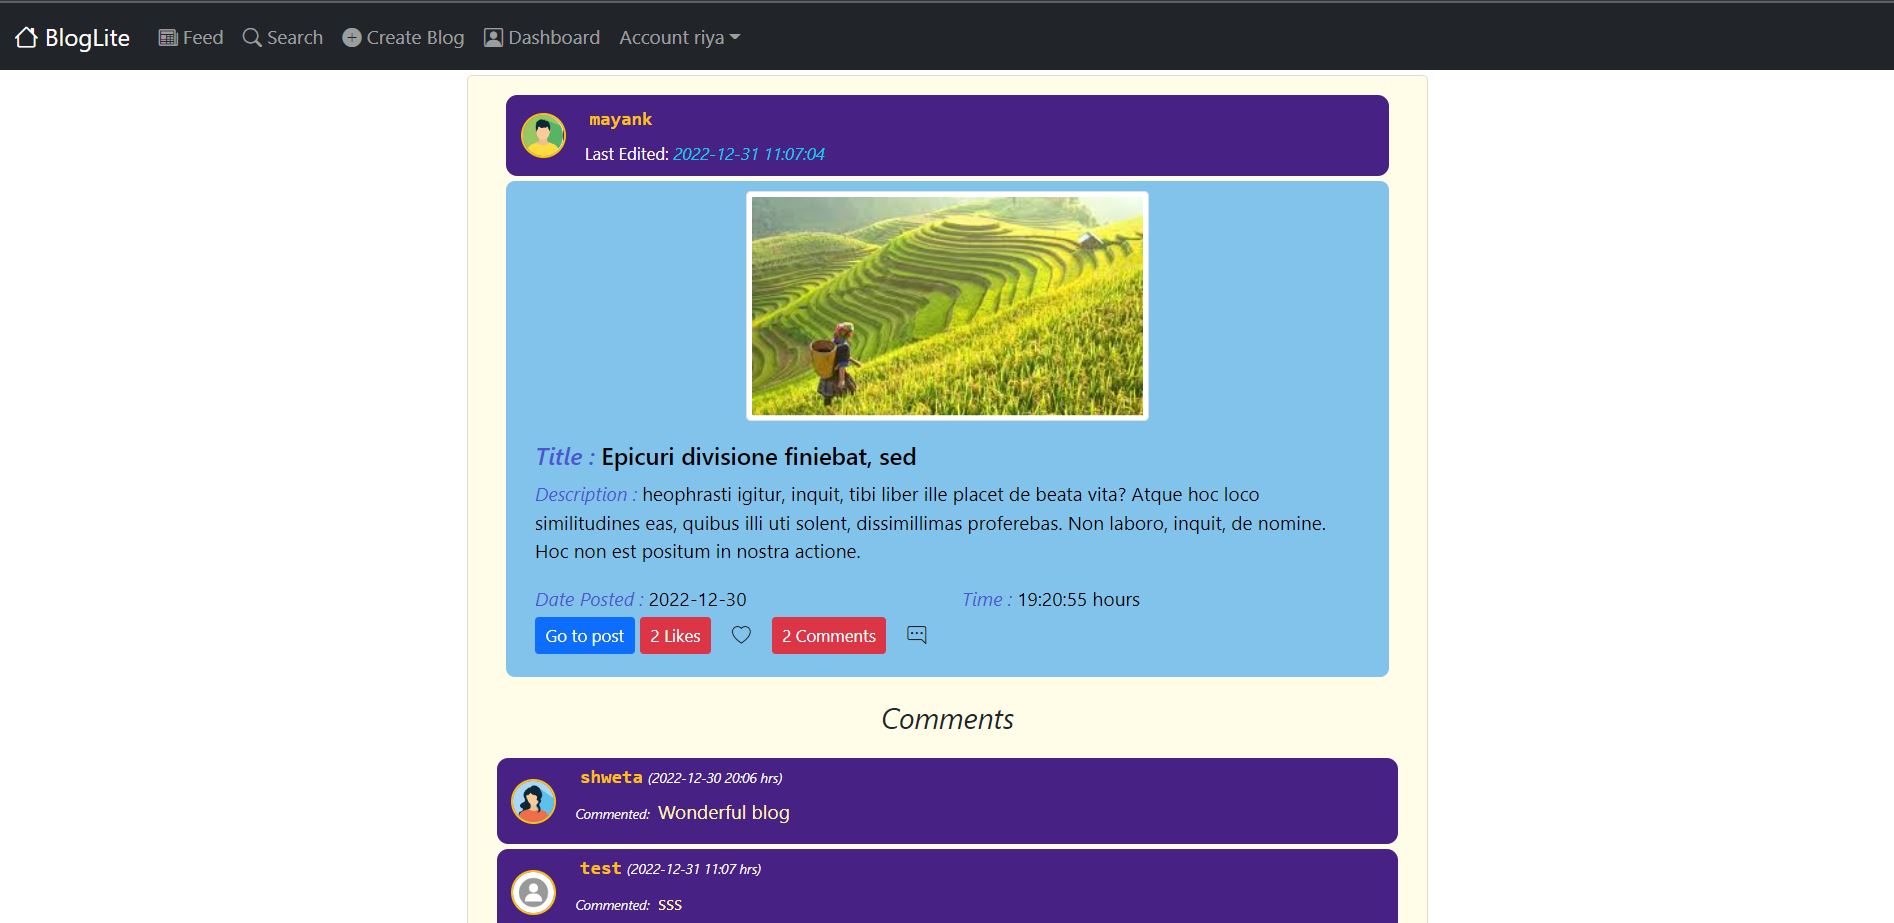 BlogLite Feed Search Create Blog Dashboard Account riya
mayank
Last Edited: 2022-12-31 11:07:04
Title : Epicuri divisione finiebat, sed
Description : heophrasti igitur, inquit, tibi liber ille placet de beata vita? Atque hoc loco
similitudines eas, quibus illi uti solent, dissimillimas proferebas. Non laboro, inquit, de nomine.
Hoc non est positum in nostra actione.
Date Posted : 2022-12-30 Time : 19:20:55 hours
Go to post 2 Likes 2 Comments
Comments
shweta (2022-12-30 20:06 hrs)
Commented: Wonderful blog
test (2022-12-31 11:07 hrs)
Commented: sss